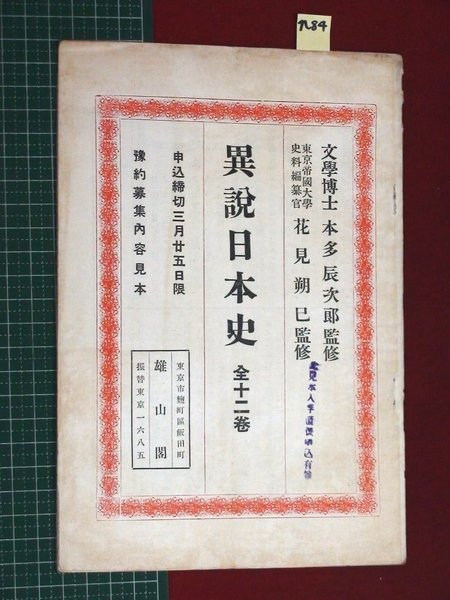 文學博士 本多辰次郎監修
東京帝國大學
史料編纂官 花見朔巳監修
異說日本史 全十二卷
申込締切三月廿五日限
豫約募集內容見本
東京市麴町區飯田町
雄山閣
振替東京一六八五